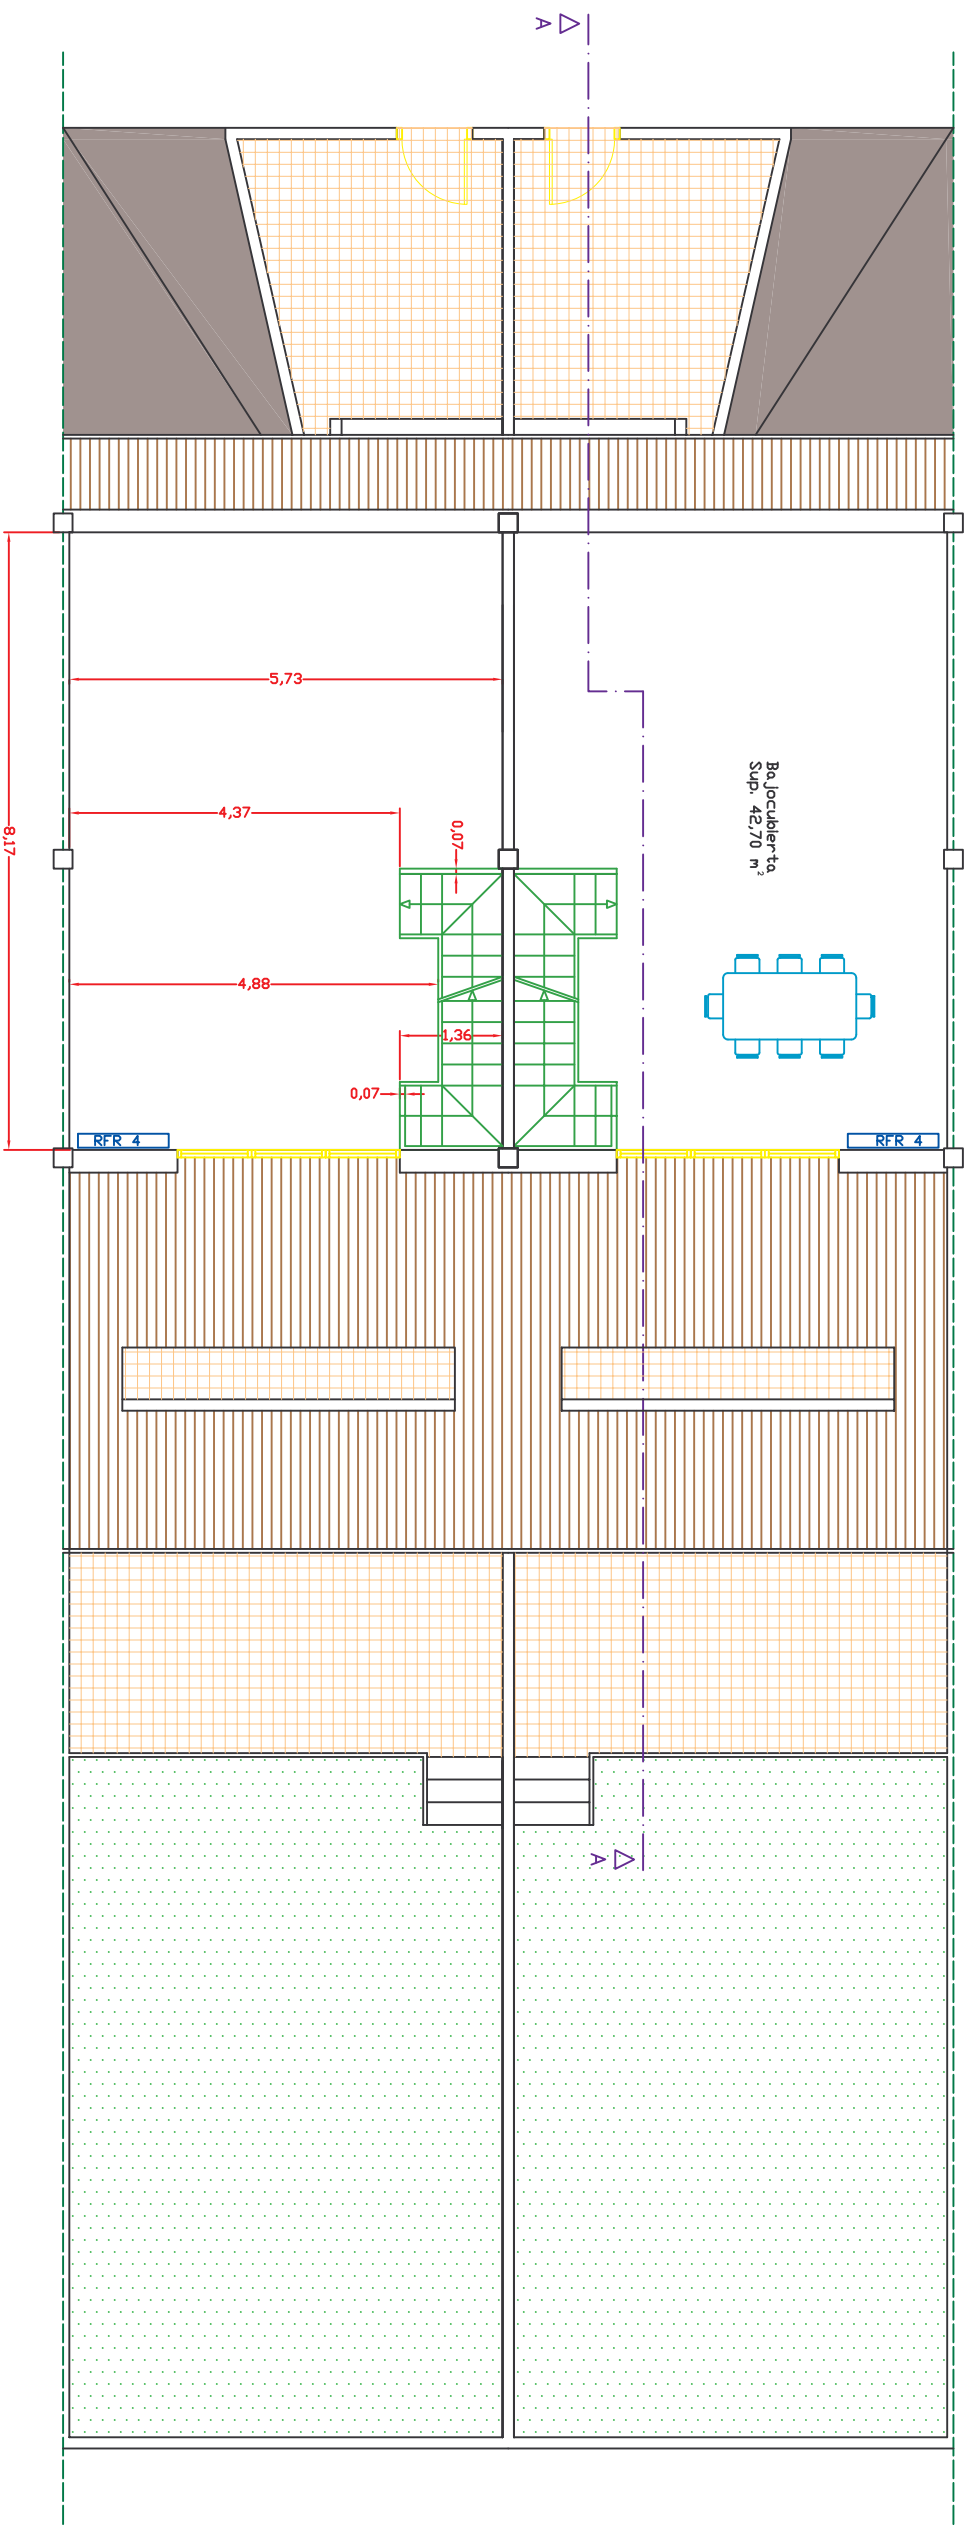 A
5,73
Bajocubierta
Sup. 42,70 m²
4,37
0,07
8,17
4,88
1,36
0,07
RFR 4
RFR 4
A